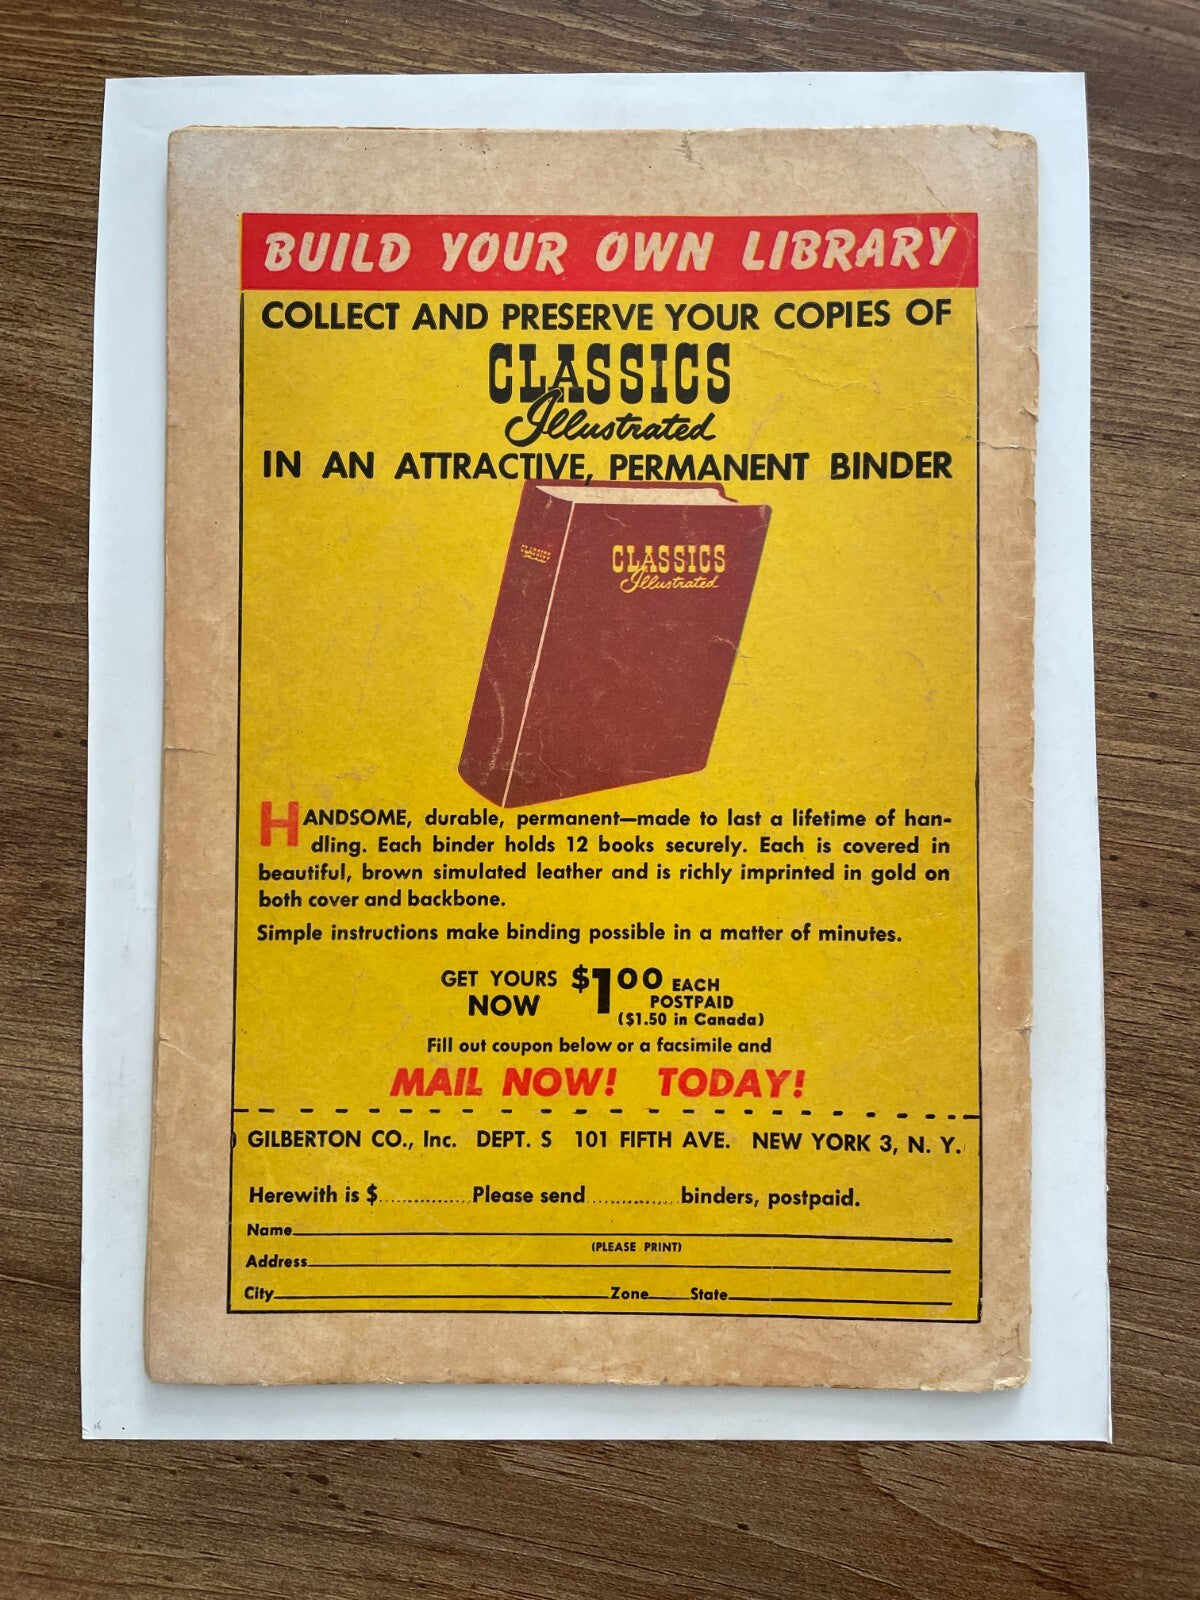 BUILD YOUR OWN LIBRARY
COLLECT AND PRESERVE YOUR COPIES OF
CLASSICS
Illustrated
IN AN ATTRACTIVE, PERMANENT BINDER
CLASSICS
CLASSICS
Illustrated
HANDSOME, durable, permanent—made to last a lifetime of han-
dling. Each binder holds 12 books securely. Each is covered in
beautiful, brown simulated leather and is richly imprinted in gold on
both cover and backbone.
Simple instructions make binding possible in a matter of minutes.
GET YOURS $1.00 EACH
NOW POSTPAID
($1.50 in Canada)
Fill out coupon below or a facsimile and
MAIL NOW! TODAY!
GILBERTON CO., Inc. DEPT. S 101 FIFTH AVE. NEW YORK 3, N. Y.
Herewith is $.............. Please send.............. binders, postpaid.
Name
(PLEASE PRINT)
Address
City Zone State